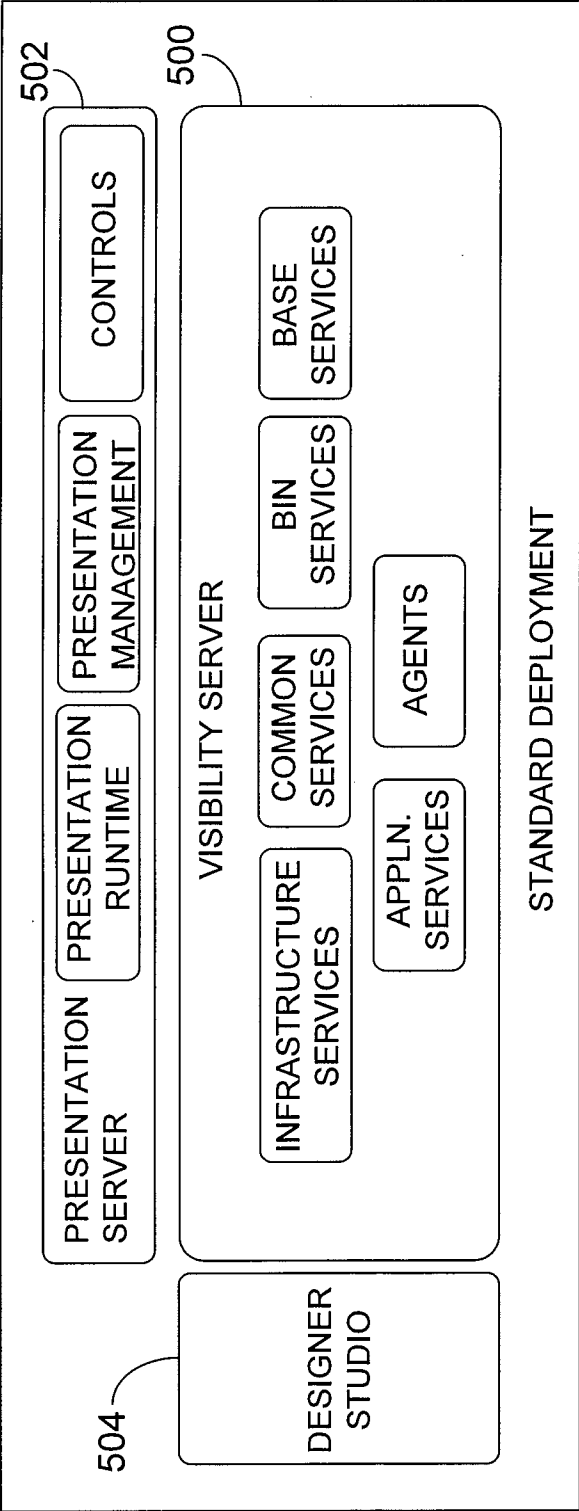 502
PRESENTATION
SERVER
PRESENTATION
RUNTIME
PRESENTATION
MANAGEMENT
CONTROLS
500
504
DESIGNER
STUDIO
VISIBILITY SERVER
INFRASTRUCTURE
SERVICES
COMMON
SERVICES
BIN
SERVICES
BASE
SERVICES
APPLN.
SERVICES
AGENTS
STANDARD DEPLOYMENT